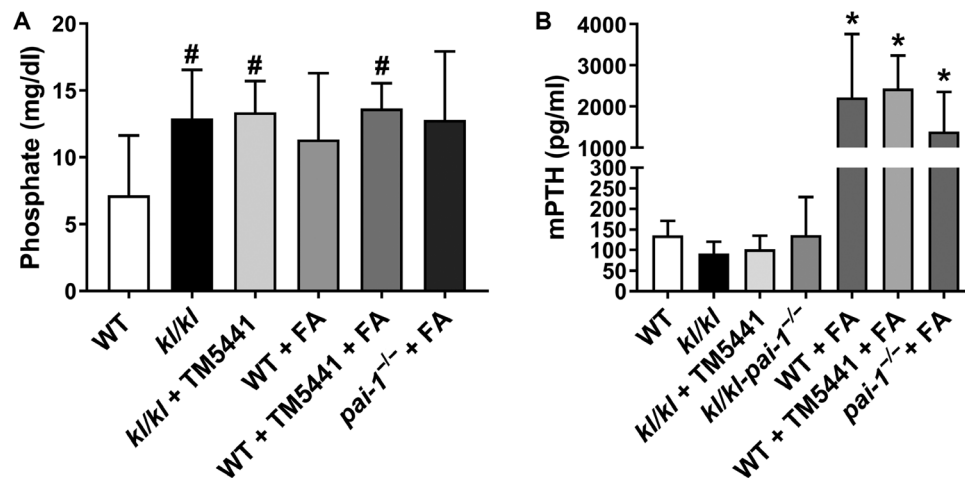 A
Phosphate (mg/dl)
20
15
10
5
0
#
#
#
WT
kl/kl
kl/kl + TM5441
WT + FA
WT + TM5441 + FA
pai-1⁻/⁻ + FA
B
mPTH (pg/ml)
4000
3000
2000
1000
300
250
200
150
100
50
0
*
*
*
WT
kl/kl
kl/kl + TM5441
kl/kl-pai-1⁻/⁻
WT + FA
WT + TM5441 + FA
pai-1⁻/⁻ + FA